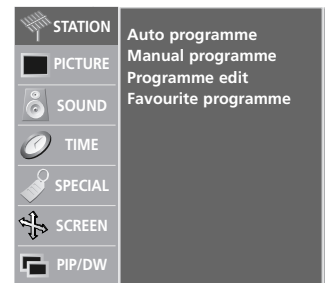 STATION
PICTURE
SOUND
TIME
SPECIAL
SCREEN
PIP/DW
Auto programme
Manual programme
Programme edit
Favourite programme